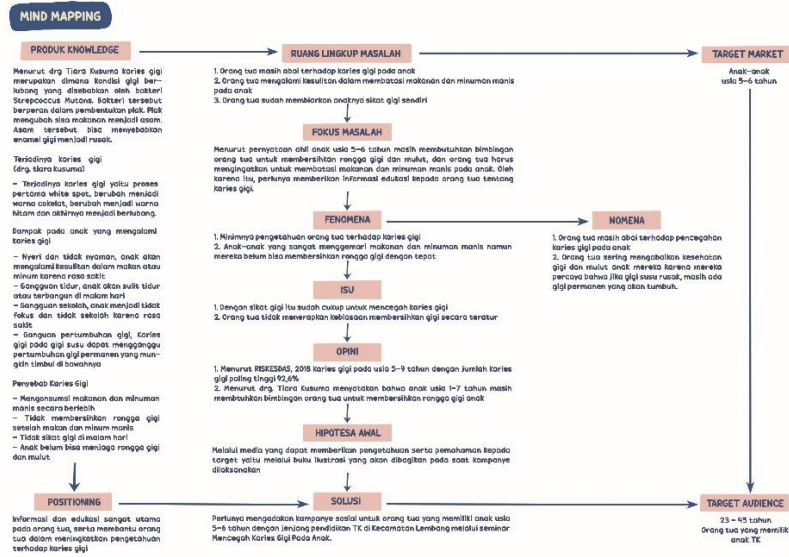 MIND MAPPING
PRODUK KNOWLEDGE
Menurut drg Tiara Kusuma karies gigi
merupakan dimana kondisi gigi ber-
lubang yang disebabkan oleh bakteri
Strepcoccus Mutans. Bakteri tersebut
berperan dalam pembentukan plak. Plak
mengubah sisa makanan menjadi asam.
Asam tersebut bisa menyebabkan
enamel gigi menjadi rusak.
Terjadinya karies gigi
(drg. tiara kusuma)
- Terjadinya karies gigi yaitu proses
pertama white spot, berubah menjadi
warna cokelat, berubah menjadi warna
hitam dan akhirnya menjadi berlubang.
Dampak pada anak yang mengalami
karies gigi
- Nyeri dan tidak nyaman, anak akan
mengalami kesulitan dalam makan atau
minum karena rasa sakit
- Gangguan tidur, anak akan sulit tidur
atau terbangun di malam hari
- Gangguan sekolah, anak menjadi tidak
fokus dan tidak sekolah karena rasa
sakit
- Ganguan pertumbuhan gigi, Karies
gigi pada gigi susu dapat mengganggu
pertumbuhan gigi permanen yang mun-
gkin timbul di bawahnya
Penyebab Karies Gigi
- Mengonsumsi makanan dan minuman
manis secara berlebih
- Tidak membersihkan rongga gigi
setelah makan dan minum manis
- Tidak sikat gigi di malam hari
- Anak belum bisa menjaga rongga gigi
dan mulut
POSITIONING
Informasi dan edukasi sangat utama
pada orang tua, serta membantu orang
tua dalam meningkatkan pengetahuan
terhadap karies gigi
RUANG LINGKUP MASALAH
1. Orang tua masih abai terhadap karies gigi pada anak
2. Orang tua mengalami kesulitan dalam membatasi makanan dan minuman manis
pada anak
3. Orang tua sudah membiarkan anaknya sikat gigi sendiri
FOKUS MASALAH
Menurut pernyataan ahli anak usia 5-6 tahun masih membutuhkan bimbingan
orang tua untuk membersihkan rongga gigi dan mulut, dan orang tua harus
mengingatkan untuk membatasi makanan dan minuman manis pada anak. Oleh
karena itu, perlunya memberikan informasi edukasi kepada orang tua tentang
karies gigi.
FENOMENA
1. Minimnya pengetahuan orang tua terhadap karies gigi
2. Anak-anak yang sangat menggemari makanan dan minuman manis namun
mereka belum bisa membersihkan rongga gigi dengan tepat
NOMENA
1. Orang tua masih abai terhadap pencegahan
karies gigi pada anak
2. Orang tua sering mengabaikan kesehatan
gigi dan mulut anak mereka karena mereka
percaya bahwa jika gigi susu rusak, masih ada
gigi permanen yang akan tumbuh.
ISU
1. Dengan sikat gigi itu sudah cukup untuk mencegah karies gigi
2. Orang tua tidak menerapkan kebiasaan membersihkan gigi secara teratur
OPINI
1. Menurut RISKESDAS, 2018 karies gigi pada usia 5-9 tahun dengan jumlah karies
gigi paling tinggi 92,6%
2. Menurut drg. Tiara Kusuma menyatakan bahwa anak usia 1-7 tahun masih
membtuhkan bimbingan orang tua untuk membersihkan rongga gigi anak
HIPOTESA AWAL
Melalui media yang dapat memberikan pengetahuan serta pemahaman kepada
target yaitu melalui buku ilustrasi yang akan dibagikan pada saat kampanye
dilaksanakan
SOLUSI
Perlunya mengadakan kampanye sosial untuk orang tua yang memiliki anak usia
5-6 tahun dengan jenjang pendidikan TK di Kecamatan Lembang melalui seminar
Mencegah Karies Gigi Pada Anak.
TARGET MARKET
Anak-anak
usia 5-6 tahun
TARGET AUDIENCE
23 - 45 tahun
Orang tua yang memiliki
anak TK